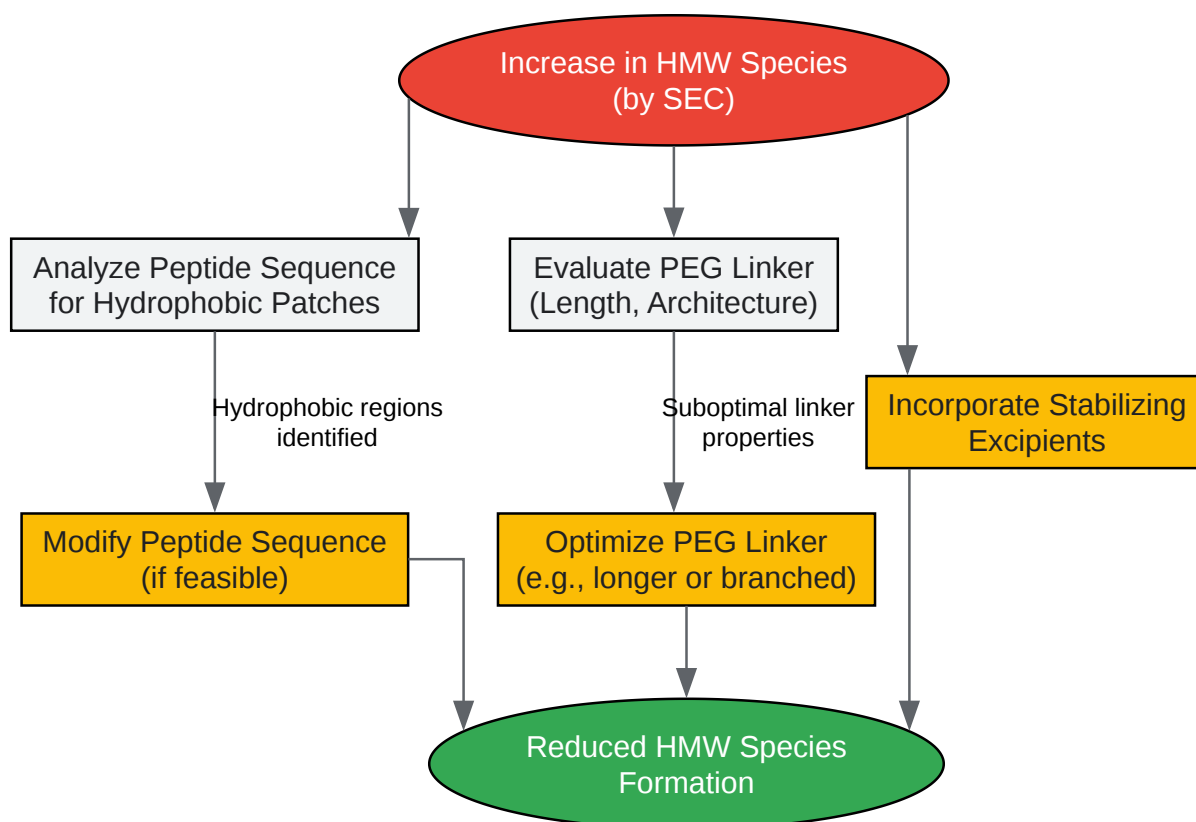 Increase in HMW Species
(by SEC)
Analyze Peptide Sequence
for Hydrophobic Patches
Evaluate PEG Linker
(Length, Architecture)
Hydrophobic regions
identified
Suboptimal linker
properties
Incorporate Stabilizing
Excipients
Modify Peptide Sequence
(if feasible)
Optimize PEG Linker
(e.g., longer or branched)
Reduced HMW Species
Formation